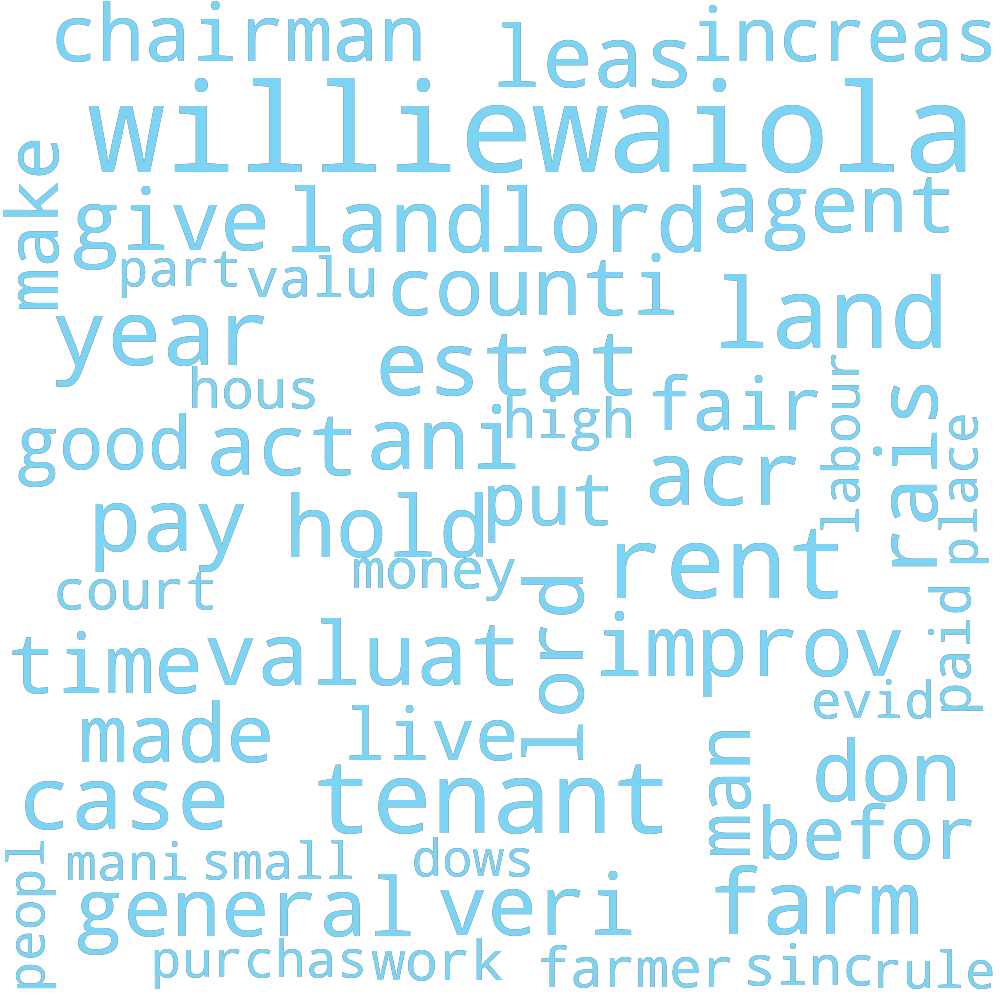 chairman leas increas
williewaiola
make give landlord agent
part valu counti land
year estat
hous high fair labour rais
good act ani acr place
pay hold put
money rent
court lord paid
time valuat improv
evid
made live man don
case tenant befor
peopl mani small dows
general veri farm
purchas work farmer sinc rule